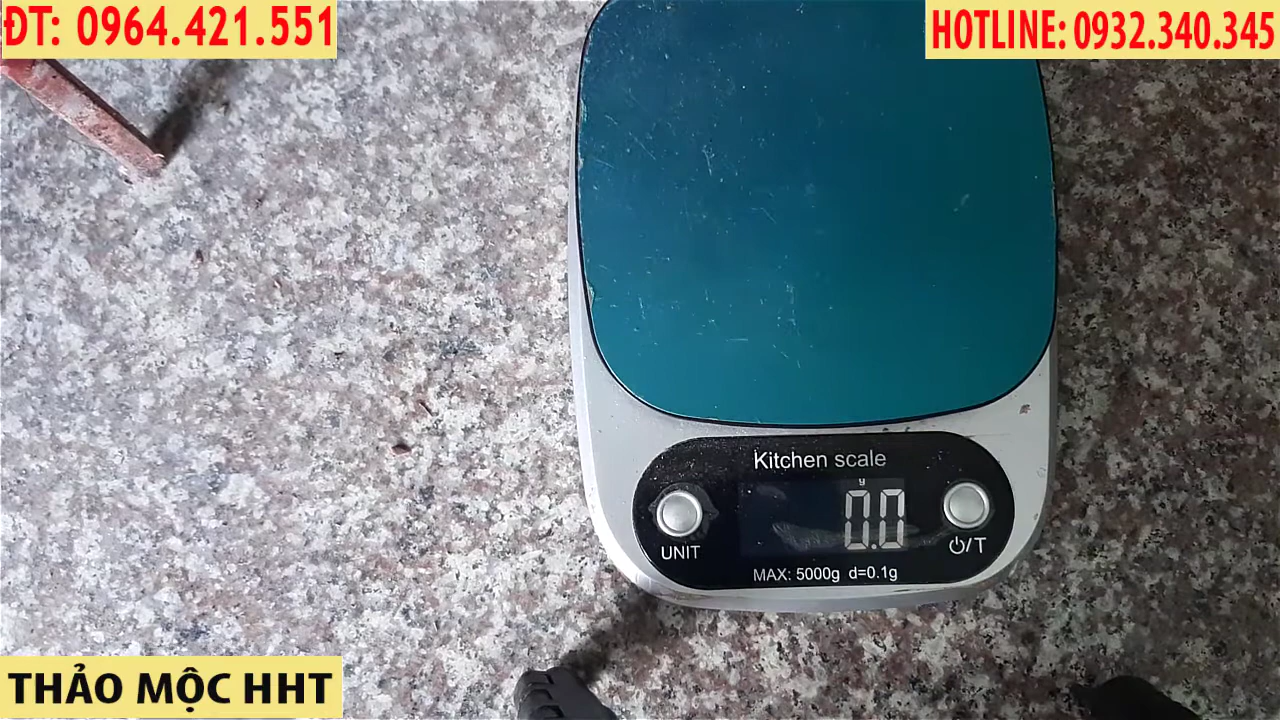 ĐT: 0964.421.551
HOTLINE: 0932.340.345
Kitchen scale
g
0.0
UNIT
⏻/T
MAX: 5000g d=0.1g
THẢO MỘC HHT